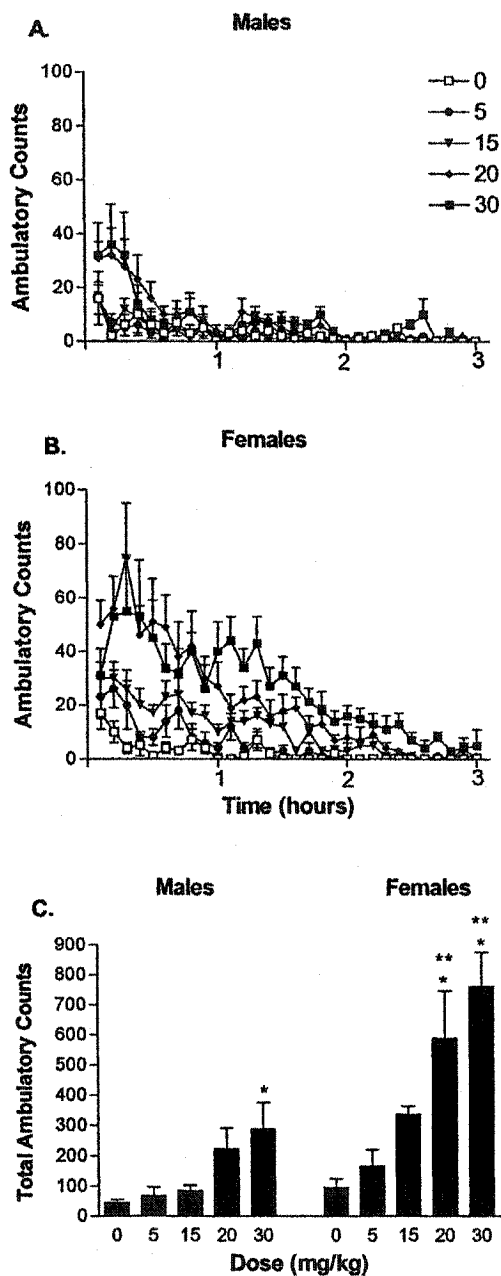 A.
Males
100
80
60
40
20
0
Ambulatory Counts
0
5
15
20
30
1
2
3
B.
Females
100
80
60
40
20
0
Ambulatory Counts
1
2
3
Time (hours)
C.
Males
Females
900
800
700
600
500
400
300
200
100
0
Total Ambulatory Counts
*
**
*
**
*
0 5 15 20 30 0 5 15 20 30
Dose (mg/kg)